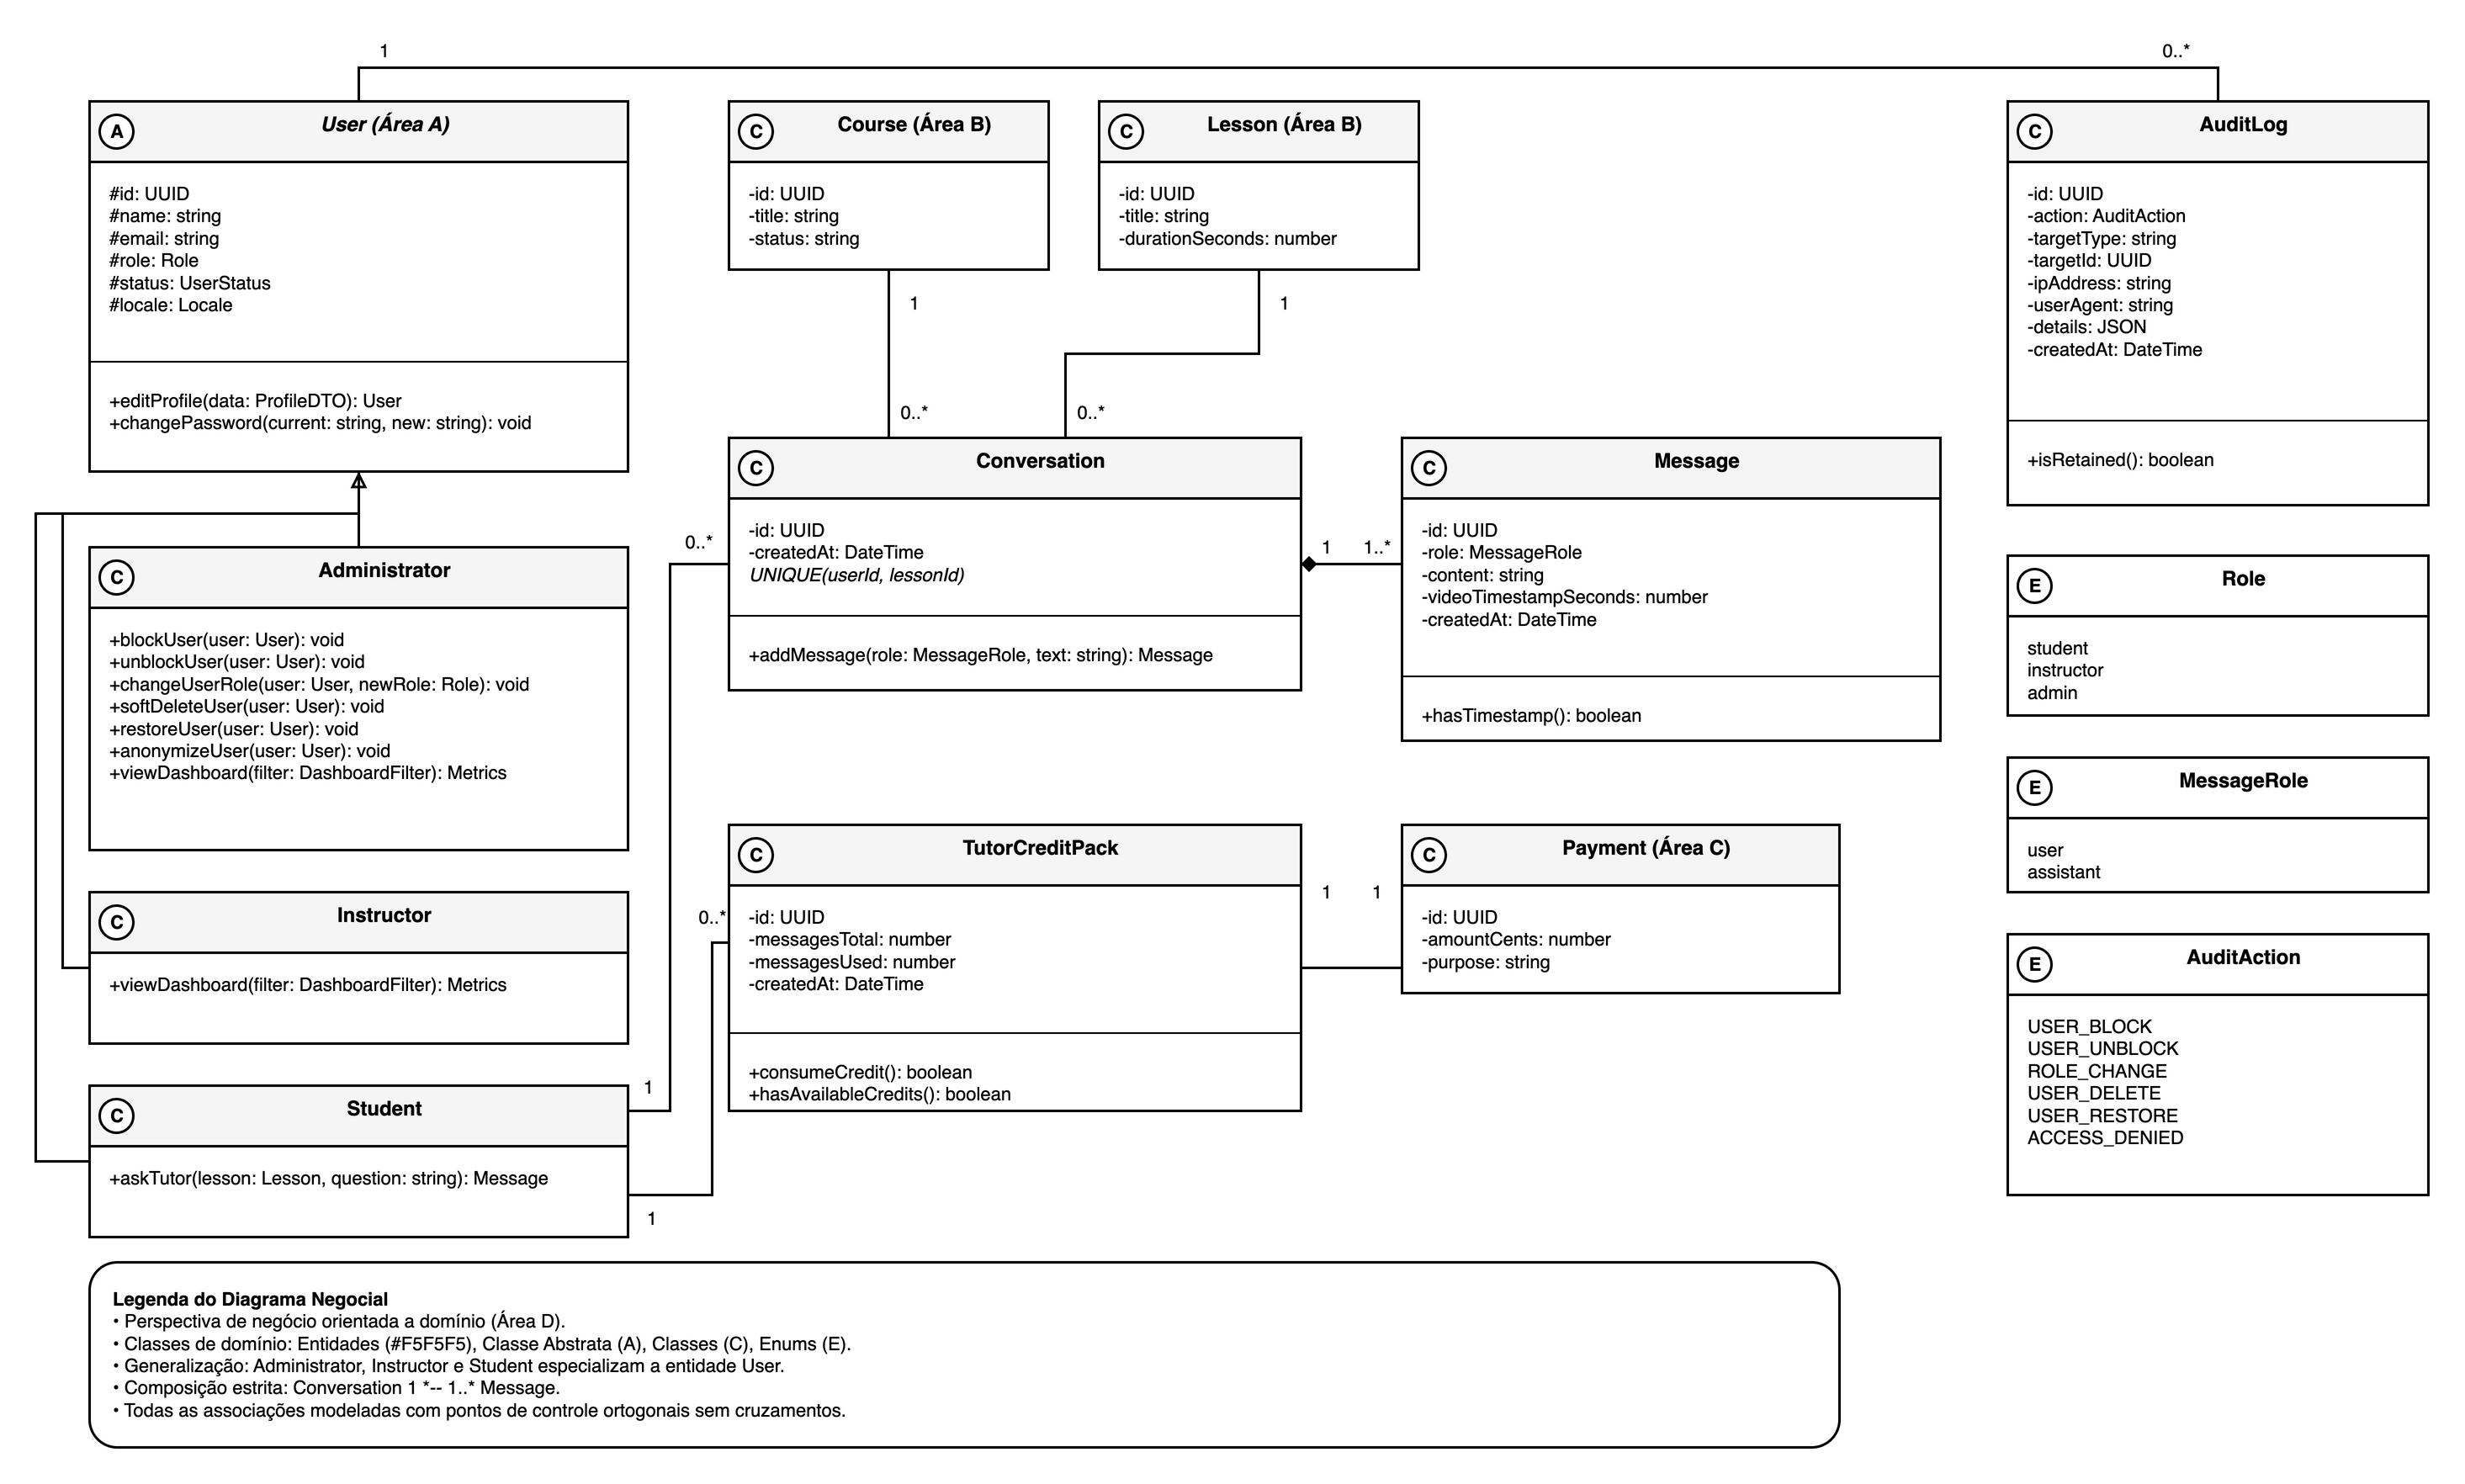 1
0..*
A
User (Área A)
#id: UUID
#name: string
#email: string
#role: Role
#status: UserStatus
#locale: Locale
+editProfile(data: ProfileDTO): User
+changePassword(current: string, new: string): void
C
Course (Área B)
-id: UUID
-title: string
-status: string
C
Lesson (Área B)
-id: UUID
-title: string
-durationSeconds: number
C
AuditLog
-id: UUID
-action: AuditAction
-targetType: string
-targetId: UUID
-ipAddress: string
-userAgent: string
-details: JSON
-createdAt: DateTime
+isRetained(): boolean
1
1
0..*
0..*
C
Conversation
-id: UUID
-createdAt: DateTime
UNIQUE(userId, lessonId)
+addMessage(role: MessageRole, text: string): Message
0..*
1
1..*
C
Message
-id: UUID
-role: MessageRole
-content: string
-videoTimestampSeconds: number
-createdAt: DateTime
+hasTimestamp(): boolean
C
Administrator
+blockUser(user: User): void
+unblockUser(user: User): void
+changeUserRole(user: User, newRole: Role): void
+softDeleteUser(user: User): void
+restoreUser(user: User): void
+anonymizeUser(user: User): void
+viewDashboard(filter: DashboardFilter): Metrics
E
Role
student
instructor
admin
E
MessageRole
user
assistant
C
Instructor
+viewDashboard(filter: DashboardFilter): Metrics
0..*
C
TutorCreditPack
-id: UUID
-messagesTotal: number
-messagesUsed: number
-createdAt: DateTime
+consumeCredit(): boolean
+hasAvailableCredits(): boolean
1
1
C
Payment (Área C)
-id: UUID
-amountCents: number
-purpose: string
E
AuditAction
USER_BLOCK
USER_UNBLOCK
ROLE_CHANGE
USER_DELETE
USER_RESTORE
ACCESS_DENIED
1
C
Student
+askTutor(lesson: Lesson, question: string): Message
1
Legenda do Diagrama Negocial
• Perspectiva de negócio orientada a domínio (Área D).
• Classes de domínio: Entidades (#F5F5F5), Classe Abstrata (A), Classes (C), Enums (E).
• Generalização: Administrator, Instructor e Student especializam a entidade User.
• Composição estrita: Conversation 1 *-- 1..* Message.
• Todas as associações modeladas com pontos de controle ortogonais sem cruzamentos.